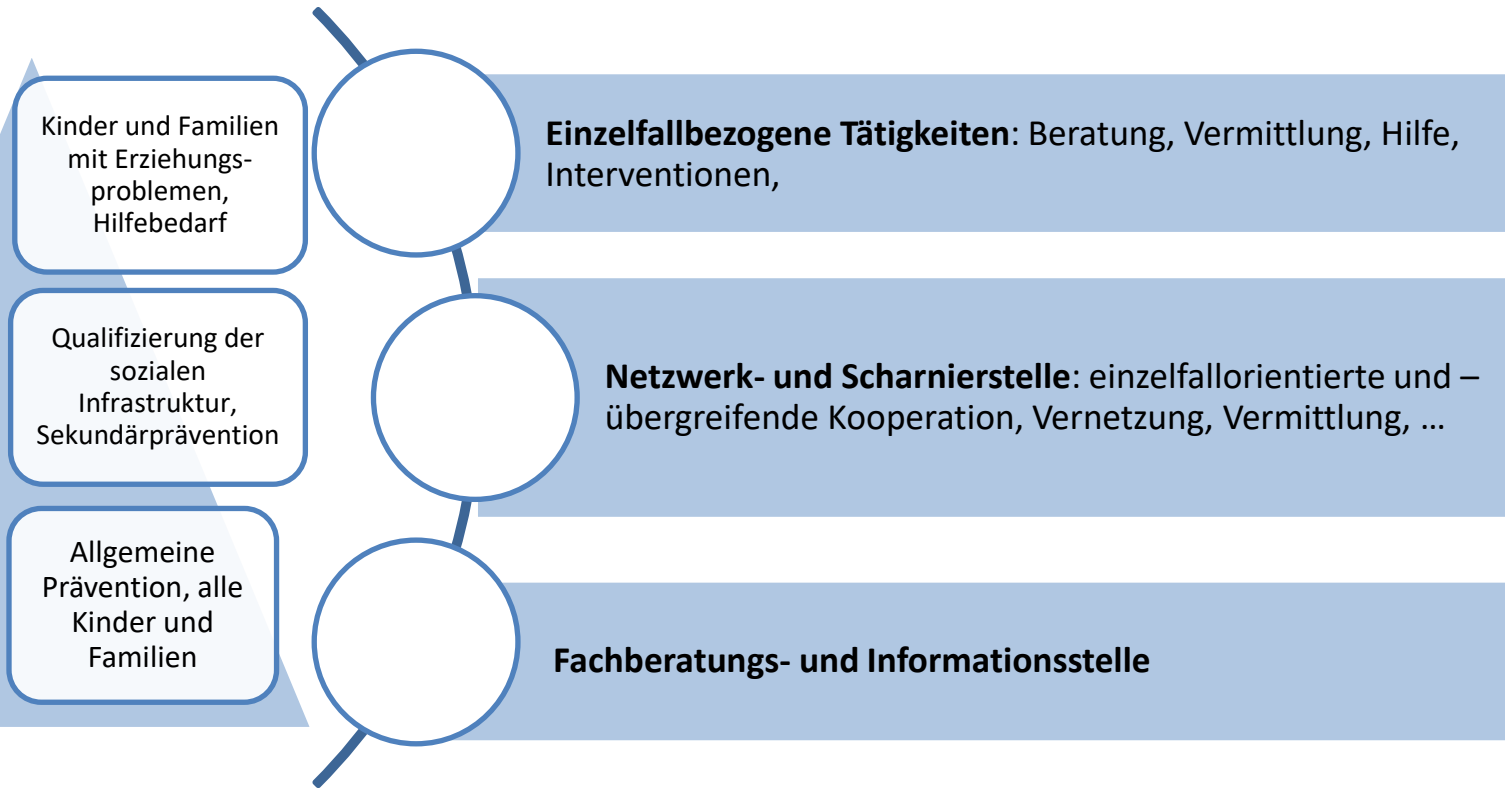 Kinder und Familien
mit Erziehungs-
problemen,
Hilfebedarf
Einzelfallbezogene Tätigkeiten: Beratung, Vermittlung, Hilfe,
Interventionen,
Qualifizierung der
sozialen
Infrastruktur,
Sekundärprävention
Netzwerk- und Scharnierstelle: einzelfallorientierte und –
übergreifende Kooperation, Vernetzung, Vermittlung, …
Allgemeine
Prävention, alle
Kinder und
Familien
Fachberatungs- und Informationsstelle